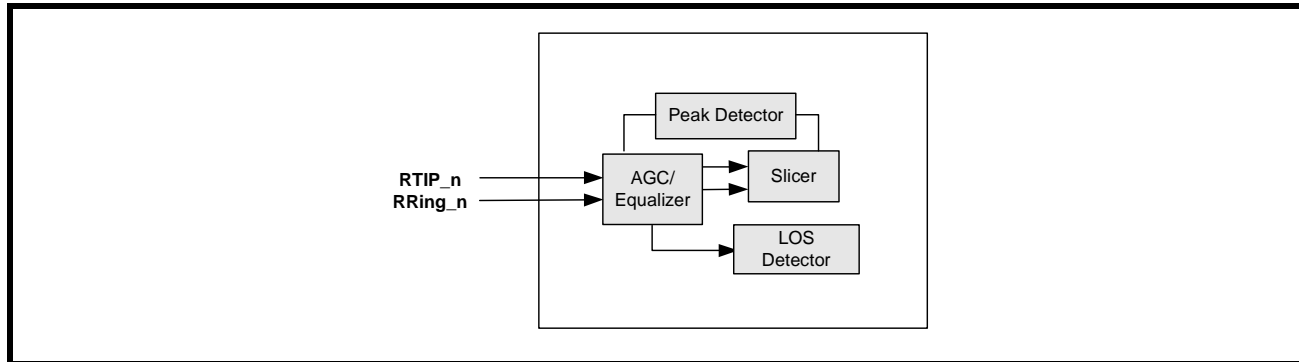 Peak Detector
RTIP_n
RRing_n
AGC/
Equalizer
Slicer
LOS
Detector